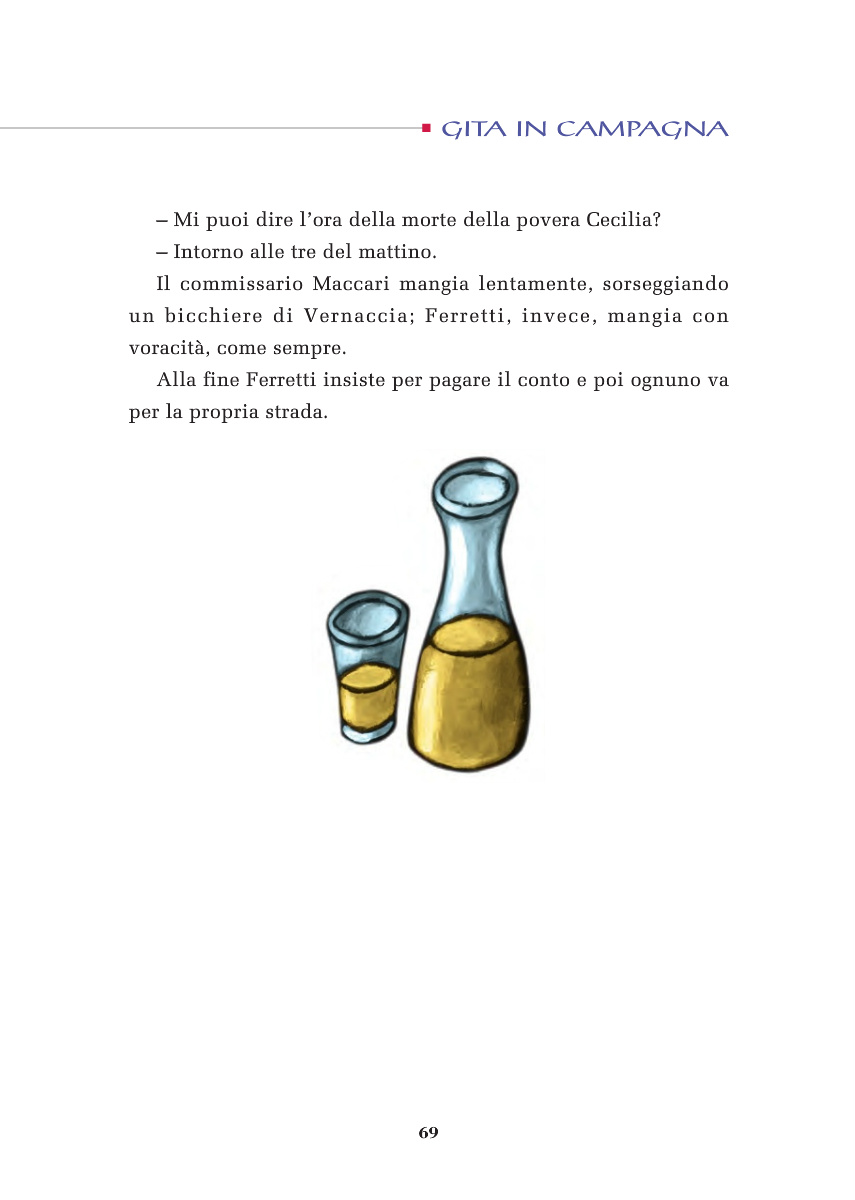 GITA IN CAMPAGNA
– Mi puoi dire l’ora della morte della povera Cecilia?
– Intorno alle tre del mattino.
Il commissario Maccari mangia lentamente, sorseggiando
un bicchiere di Vernaccia; Ferretti, invece, mangia con
voracità, come sempre.
Alla fine Ferretti insiste per pagare il conto e poi ognuno va
per la propria strada.
69